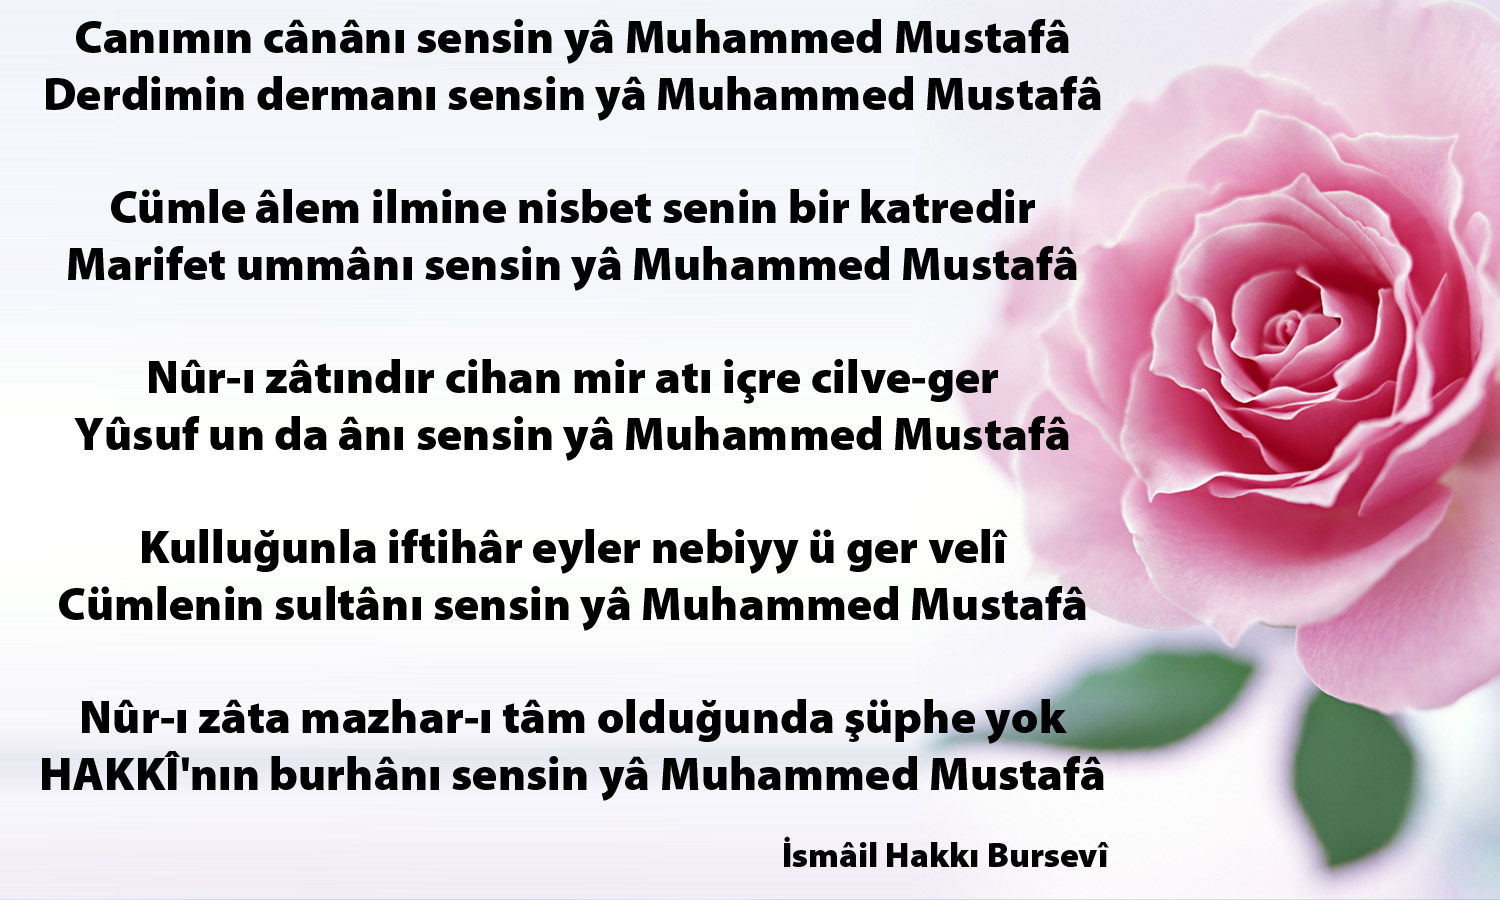 Canımın cânânı sensin yâ Muhammed Mustafâ
Derdimin dermanı sensin yâ Muhammed Mustafâ
Cümle âlem ilmine nisbet senin bir katredir
Marifet ummânı sensin yâ Muhammed Mustafâ
Nûr-ı zâtındır cihan mir atı içre cilve-ger
Yûsuf un da ânı sensin yâ Muhammed Mustafâ
Kulluğunla iftihâr eyler nebiyy ü ger velî
Cümlenin sultânı sensin yâ Muhammed Mustafâ
Nûr-ı zâta mazhar-ı tâm olduğunda şüphe yok
HAKKÎ'nın burhânı sensin yâ Muhammed Mustafâ
İsmâil Hakkı Bursevî